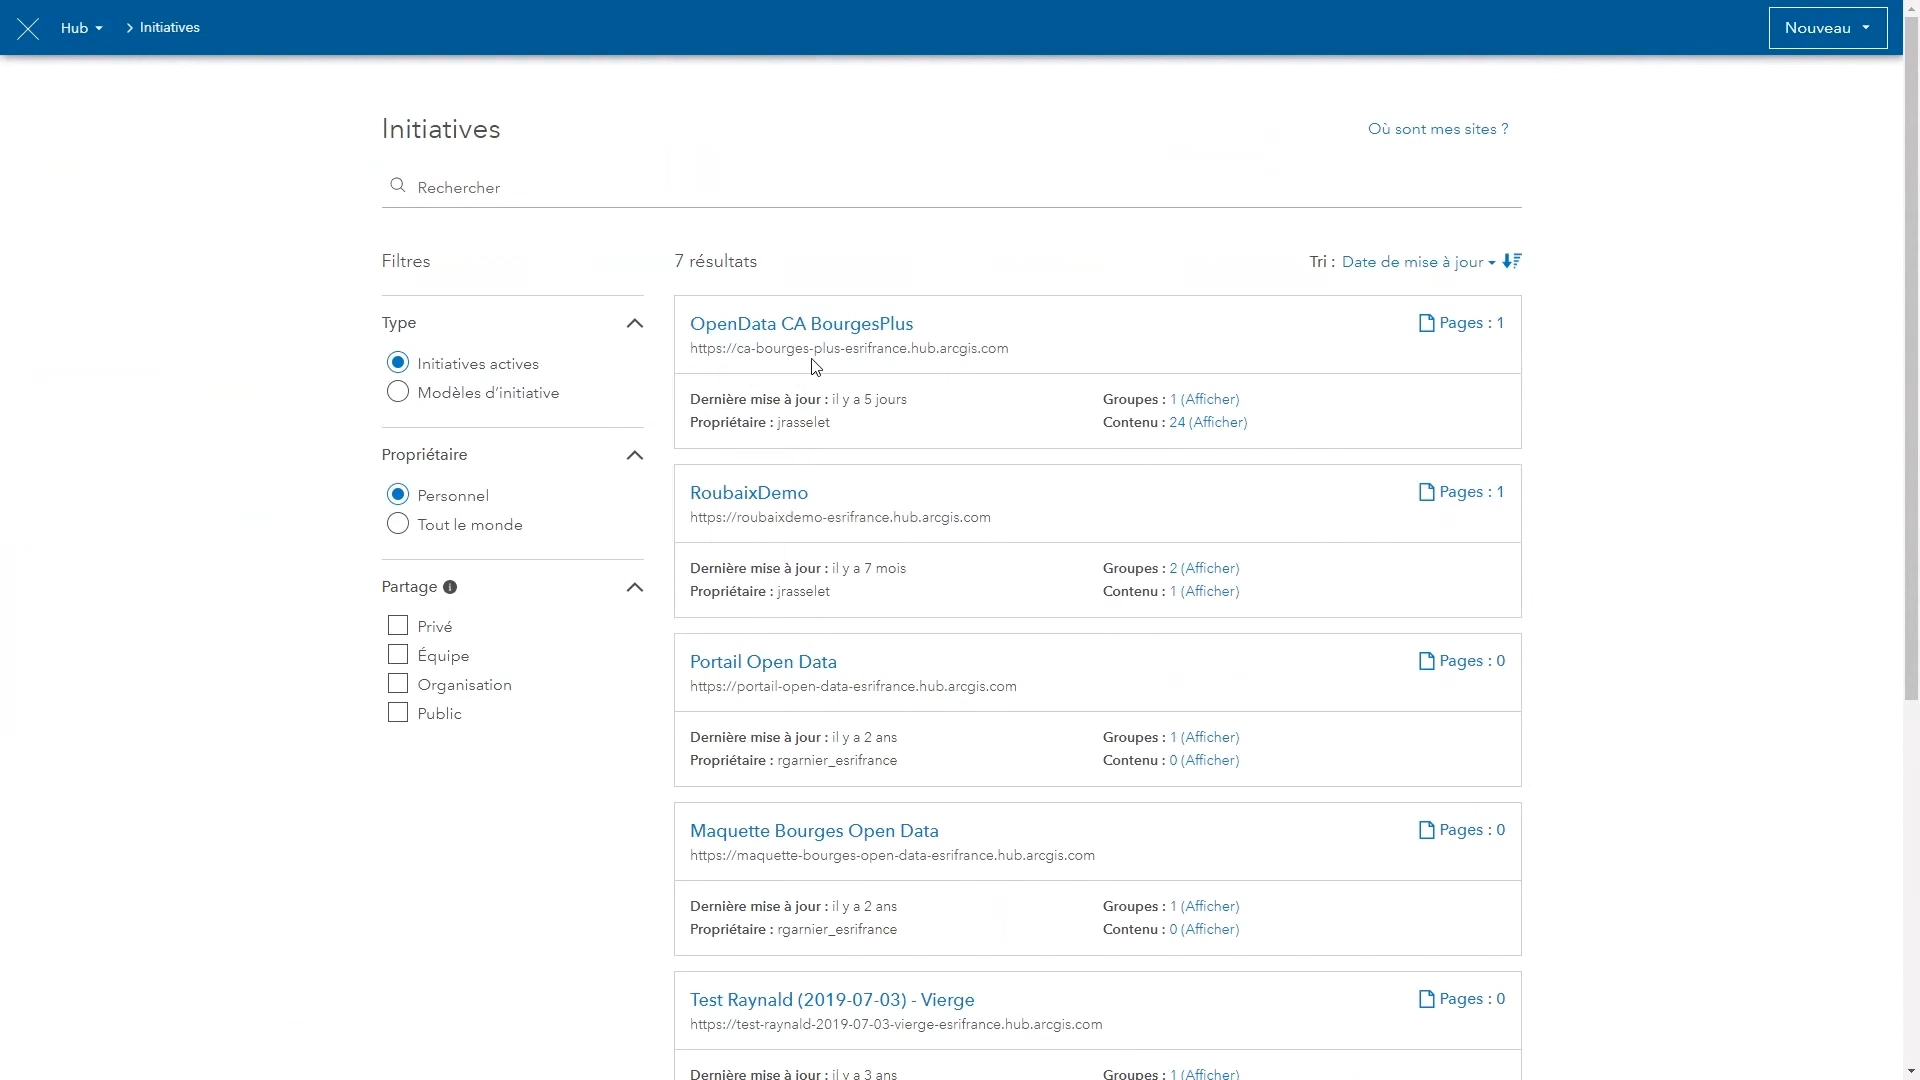 Hub
Initiatives
Nouveau
Initiatives
Où sont mes sites ?
Rechercher
Filtres
7 résultats
Tri : Date de mise à jour
Type
Initiatives actives
Modèles d'initiative
Propriétaire
Personnel
Tout le monde
Partage
Privé
Équipe
Organisation
Public
OpenData CA BourgesPlus
Pages : 1
https://ca-bourges-plus-esrifrance.hub.arcgis.com
Dernière mise à jour : il y a 5 jours
Groupes : 1 (Afficher)
Propriétaire : jrasselet
Contenu : 24 (Afficher)
RoubaixDemo
Pages : 1
https://roubaixdemo-esrifrance.hub.arcgis.com
Dernière mise à jour : il y a 7 mois
Groupes : 2 (Afficher)
Propriétaire : jrasselet
Contenu : 1 (Afficher)
Portail Open Data
Pages : 0
https://portail-open-data-esrifrance.hub.arcgis.com
Dernière mise à jour : il y a 2 ans
Groupes : 1 (Afficher)
Propriétaire : rgarnier_esrifrance
Contenu : 0 (Afficher)
Maquette Bourges Open Data
Pages : 0
https://maquette-bourges-open-data-esrifrance.hub.arcgis.com
Dernière mise à jour : il y a 2 ans
Groupes : 1 (Afficher)
Propriétaire : rgarnier_esrifrance
Contenu : 0 (Afficher)
Test Raynald (2019-07-03) - Vierge
Pages : 0
https://test-raynald-2019-07-03-vierge-esrifrance.hub.arcgis.com
Dernière mise à jour : il y a 3 ans
Groupes : 1 (Afficher)